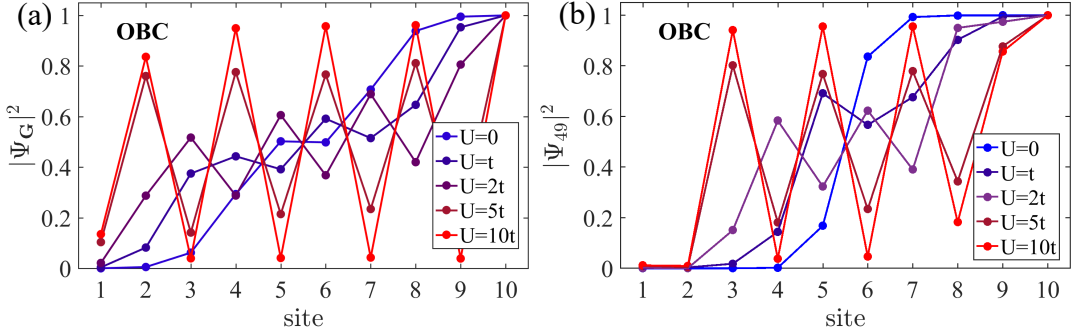 (a)
OBC
|Ψ_G|^2
1
0.8
0.6
0.4
0.2
0
U=0
U=t
U=2t
U=5t
U=10t
1 2 3 4 5 6 7 8 9 10
site
(b)
OBC
|Ψ_49|^2
1
0.8
0.6
0.4
0.2
0
U=0
U=t
U=2t
U=5t
U=10t
1 2 3 4 5 6 7 8 9 10
site